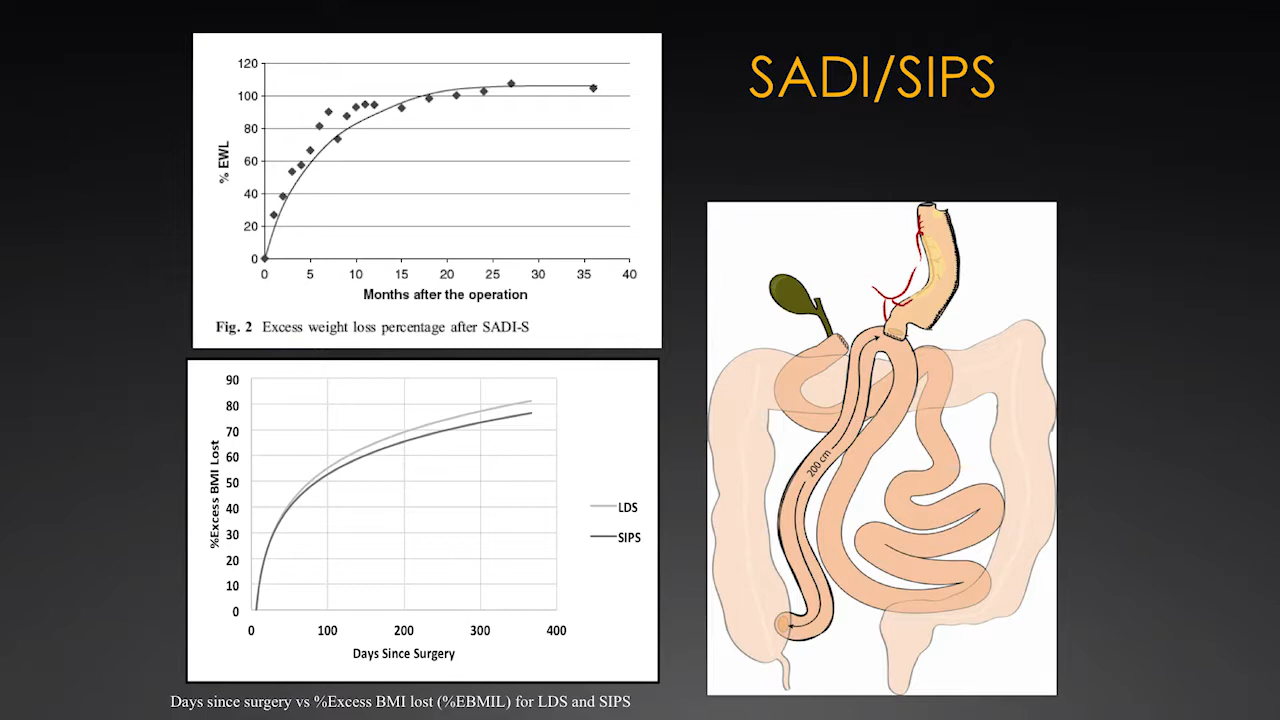 SADI/SIPS
120
100
80
60
40
20
0
% EWL
0 5 10 15 20 25 30 35 40
Months after the operation
Fig. 2 Excess weight loss percentage after SADI-S
90
80
70
60
50
40
30
20
10
0
%Excess BMI Lost
0 100 200 300 400
Days Since Surgery
LDS
SIPS
Days since surgery vs %Excess BMI lost (%EBMIL) for LDS and SIPS
200 cm